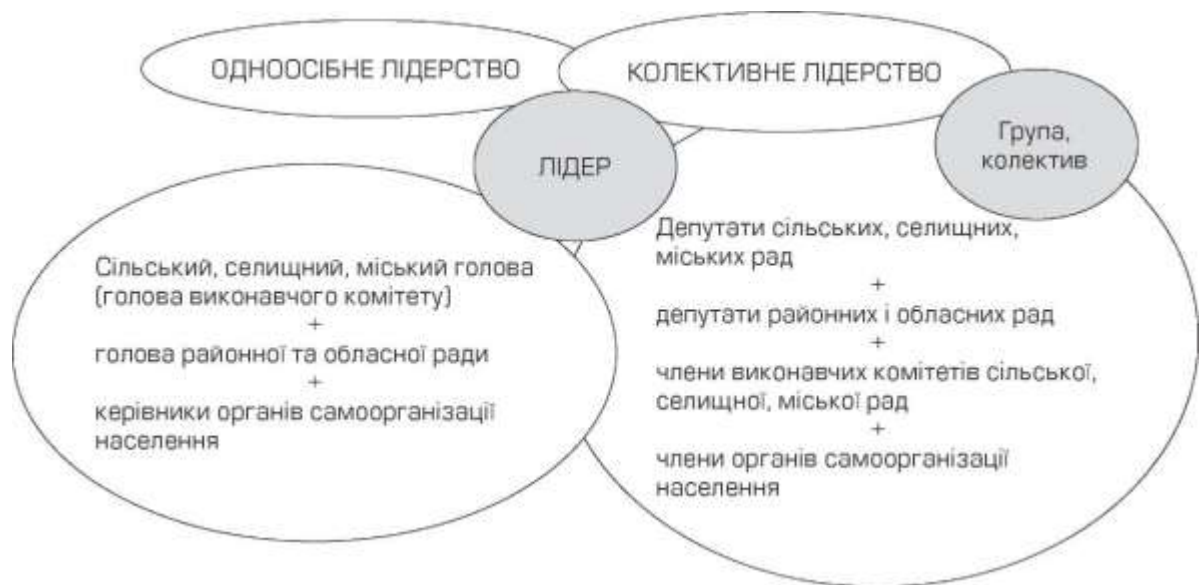 ОДНООСІБНЕ ЛІДЕРСТВО
КОЛЕКТИВНЕ ЛІДЕРСТВО
ЛІДЕР
Група,
колектив
Сільський, селищний, міський голова
(голова виконавчого комітету)
+
голова районної та обласної ради
+
керівники органів самоорганізації
населення
Депутати сільських, селищних,
міських рад
+
депутати районних і обласних рад
+
члени виконавчих комітетів сільської,
селищної, міської рад
+
члени органів самоорганізації
населення